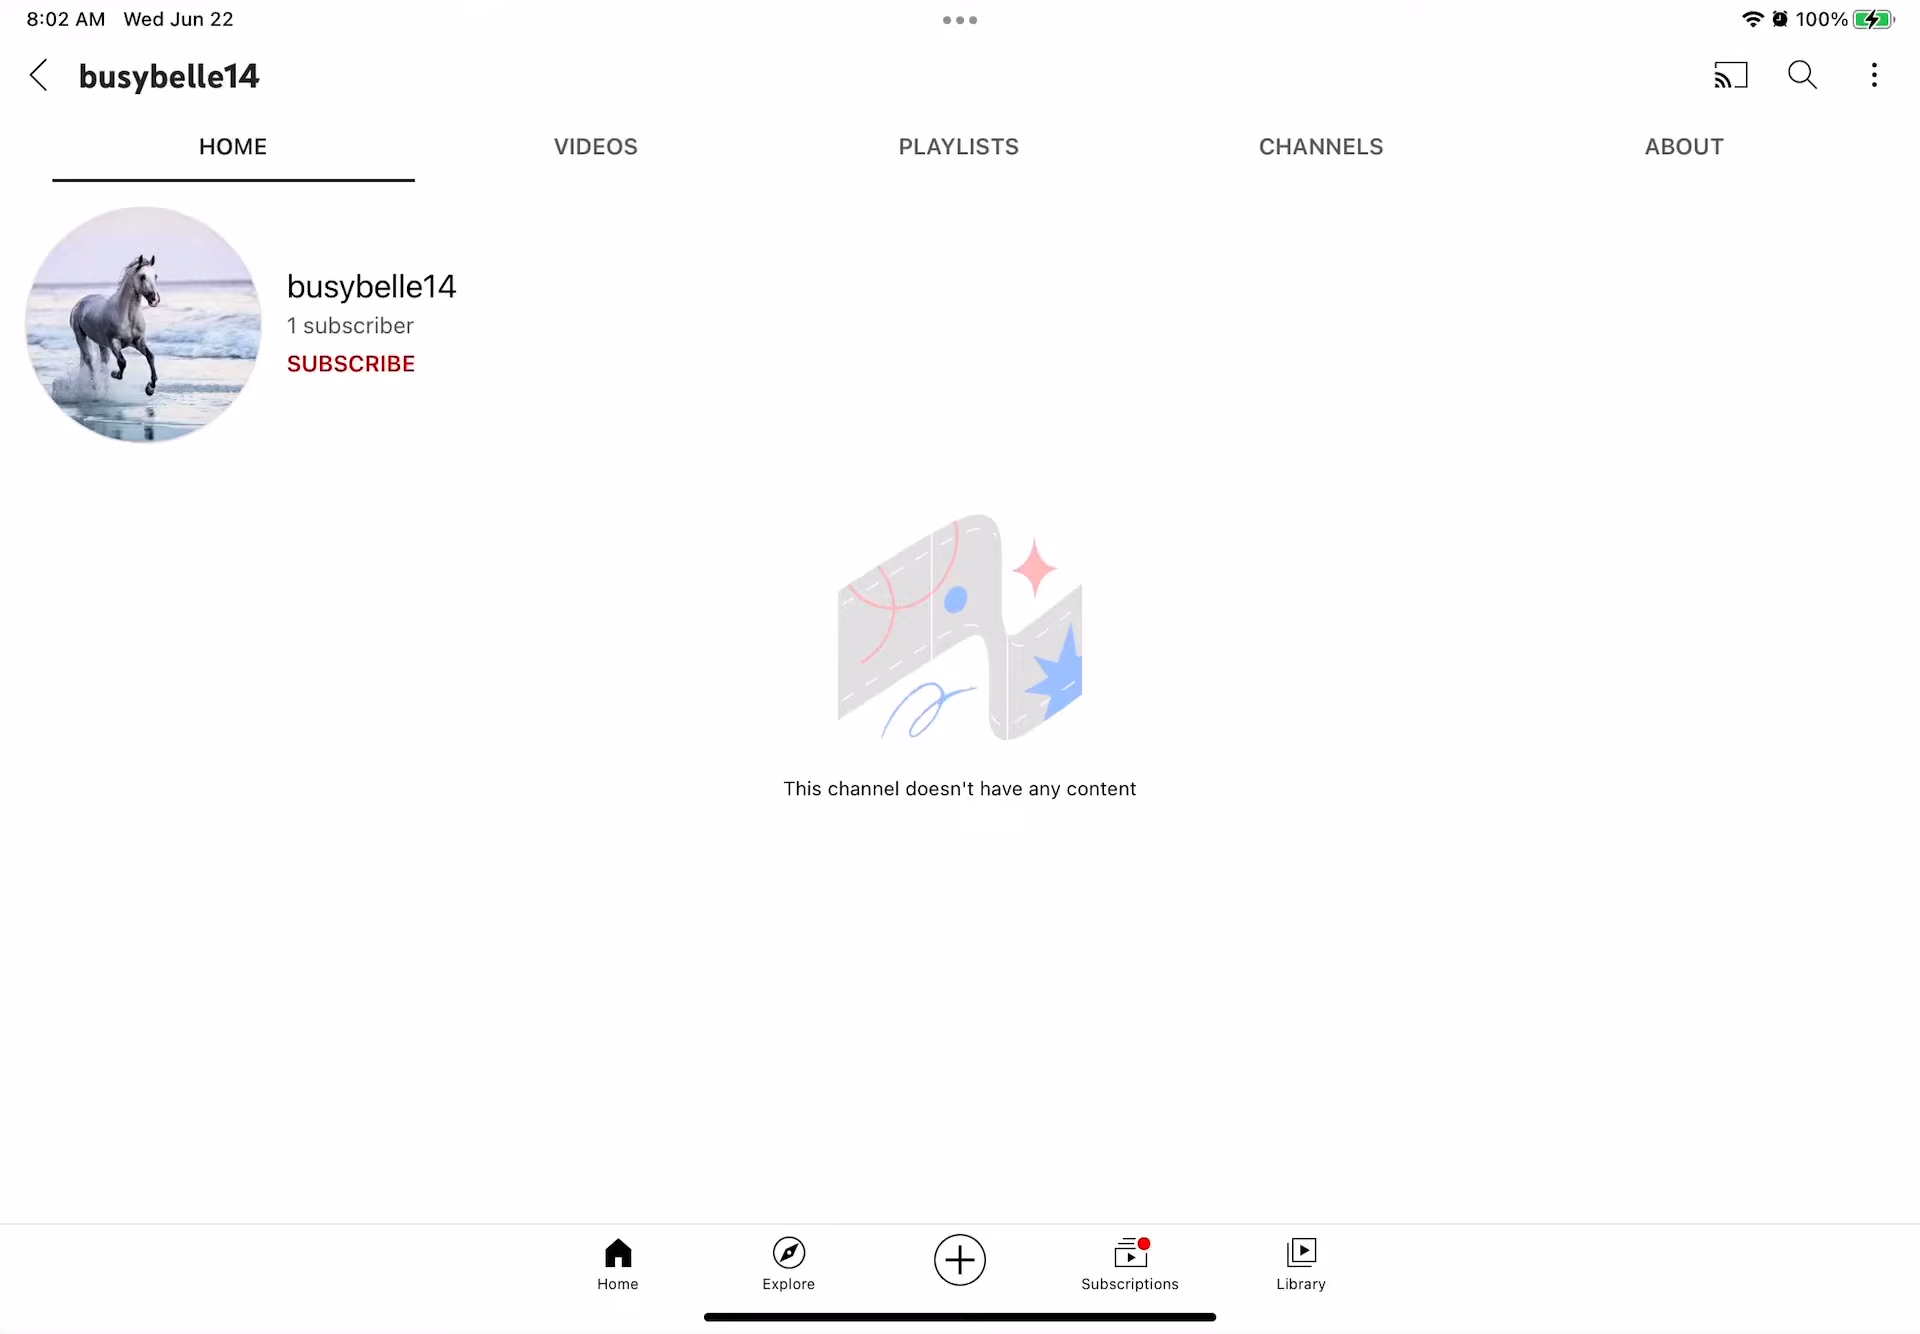 8:02 AM Wed Jun 22
100%
busybelle14
HOME VIDEOS PLAYLISTS CHANNELS ABOUT
busybelle14
1 subscriber
SUBSCRIBE
This channel doesn't have any content
Home Explore Subscriptions Library